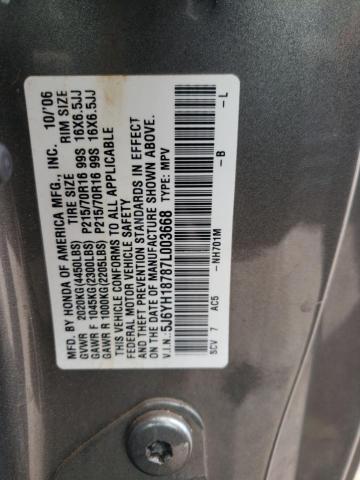 MFD. BY HONDA OF AMERICA MFG., INC. 10/'06
TIRE SIZE RIM SIZE
GVWR 2020KG(4450LBS)
GAWR F 1045KG(2300LBS) P215/70R16 99S 16X6.5JJ
GAWR R 1000KG(2205LBS) P215/70R16 99S 16X6.5JJ
THIS VEHICLE CONFORMS TO ALL APPLICABLE
FEDERAL MOTOR VEHICLE SAFETY
AND THEFT PREVENTION STANDARDS IN EFFECT
ON THE DATE OF MANUFACTURE SHOWN ABOVE.
V.I.N.:5J6YH18787L003668 TYPE: MPV
SCV 7 AC5 -NH701M -B -L